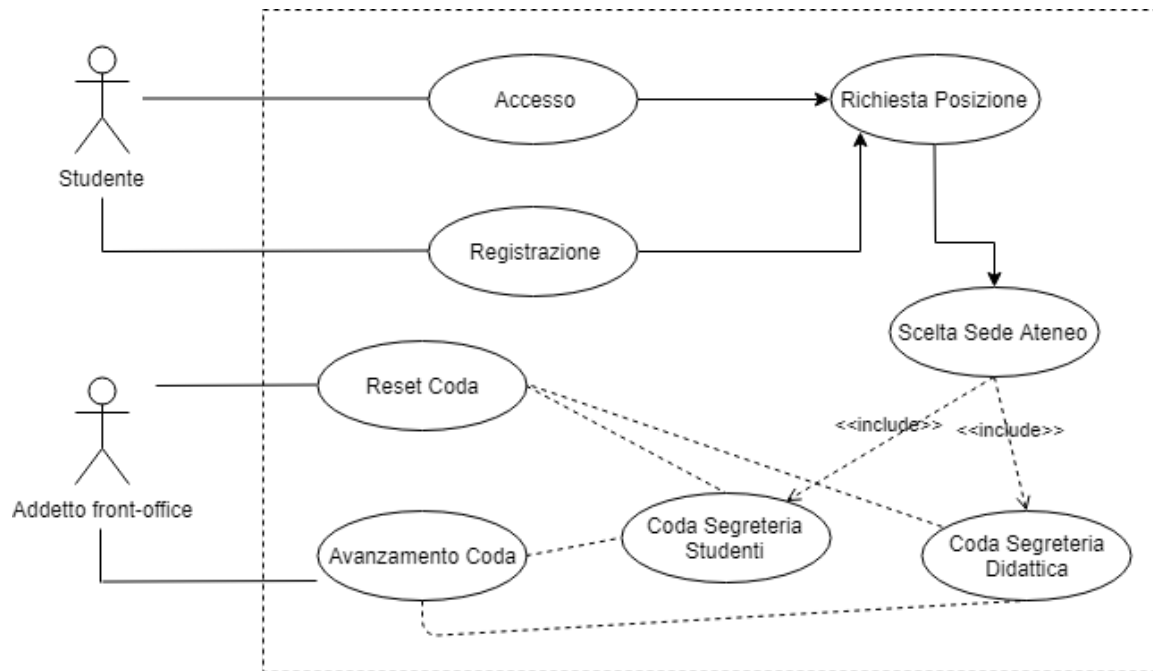 Accesso
Richiesta Posizione
Studente
Registrazione
Scelta Sede Ateneo
Reset Coda
<<include>>
<<include>>
Addetto front-office
Coda Segreteria
Studenti
Avanzamento Coda
Coda Segreteria
Didattica